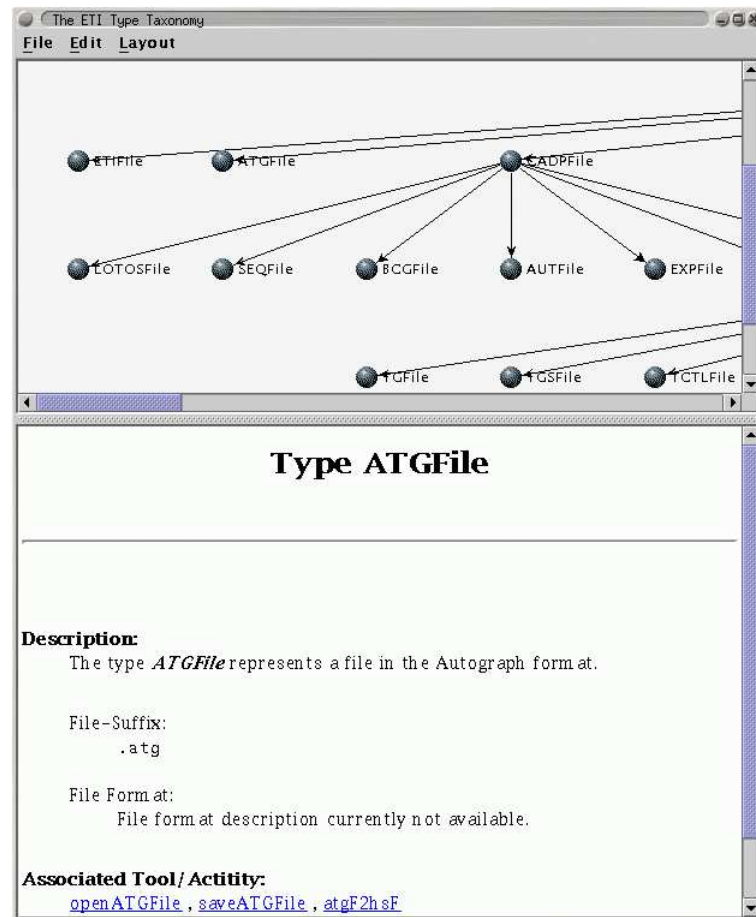 The ETI Type Taxonomy
File Edit Layout
ETIFile ATGFile CADPFile
LOTOSFile SEQFile BCGFile AUTFile EXPFile
TGFile TGSFile TCTLFile
Type ATGFile
Description:
The type ATGFile represents a file in the Autograph format.
File-Suffix:
.atg
File Format:
File format description currently not available.
Associated Tool/Actitity:
openATGFile , saveATGFile , atgF2hsF